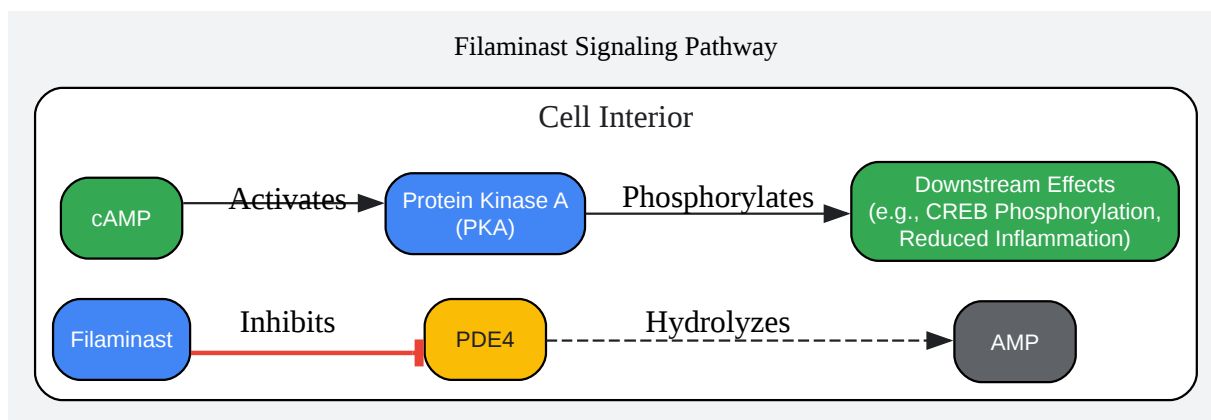 Filaminast Signaling Pathway
Cell Interior
cAMP
Activates
Protein Kinase A
(PKA)
Phosphorylates
Downstream Effects
(e.g., CREB Phosphorylation,
Reduced Inflammation)
Filaminast
Inhibits
PDE4
Hydrolyzes
AMP